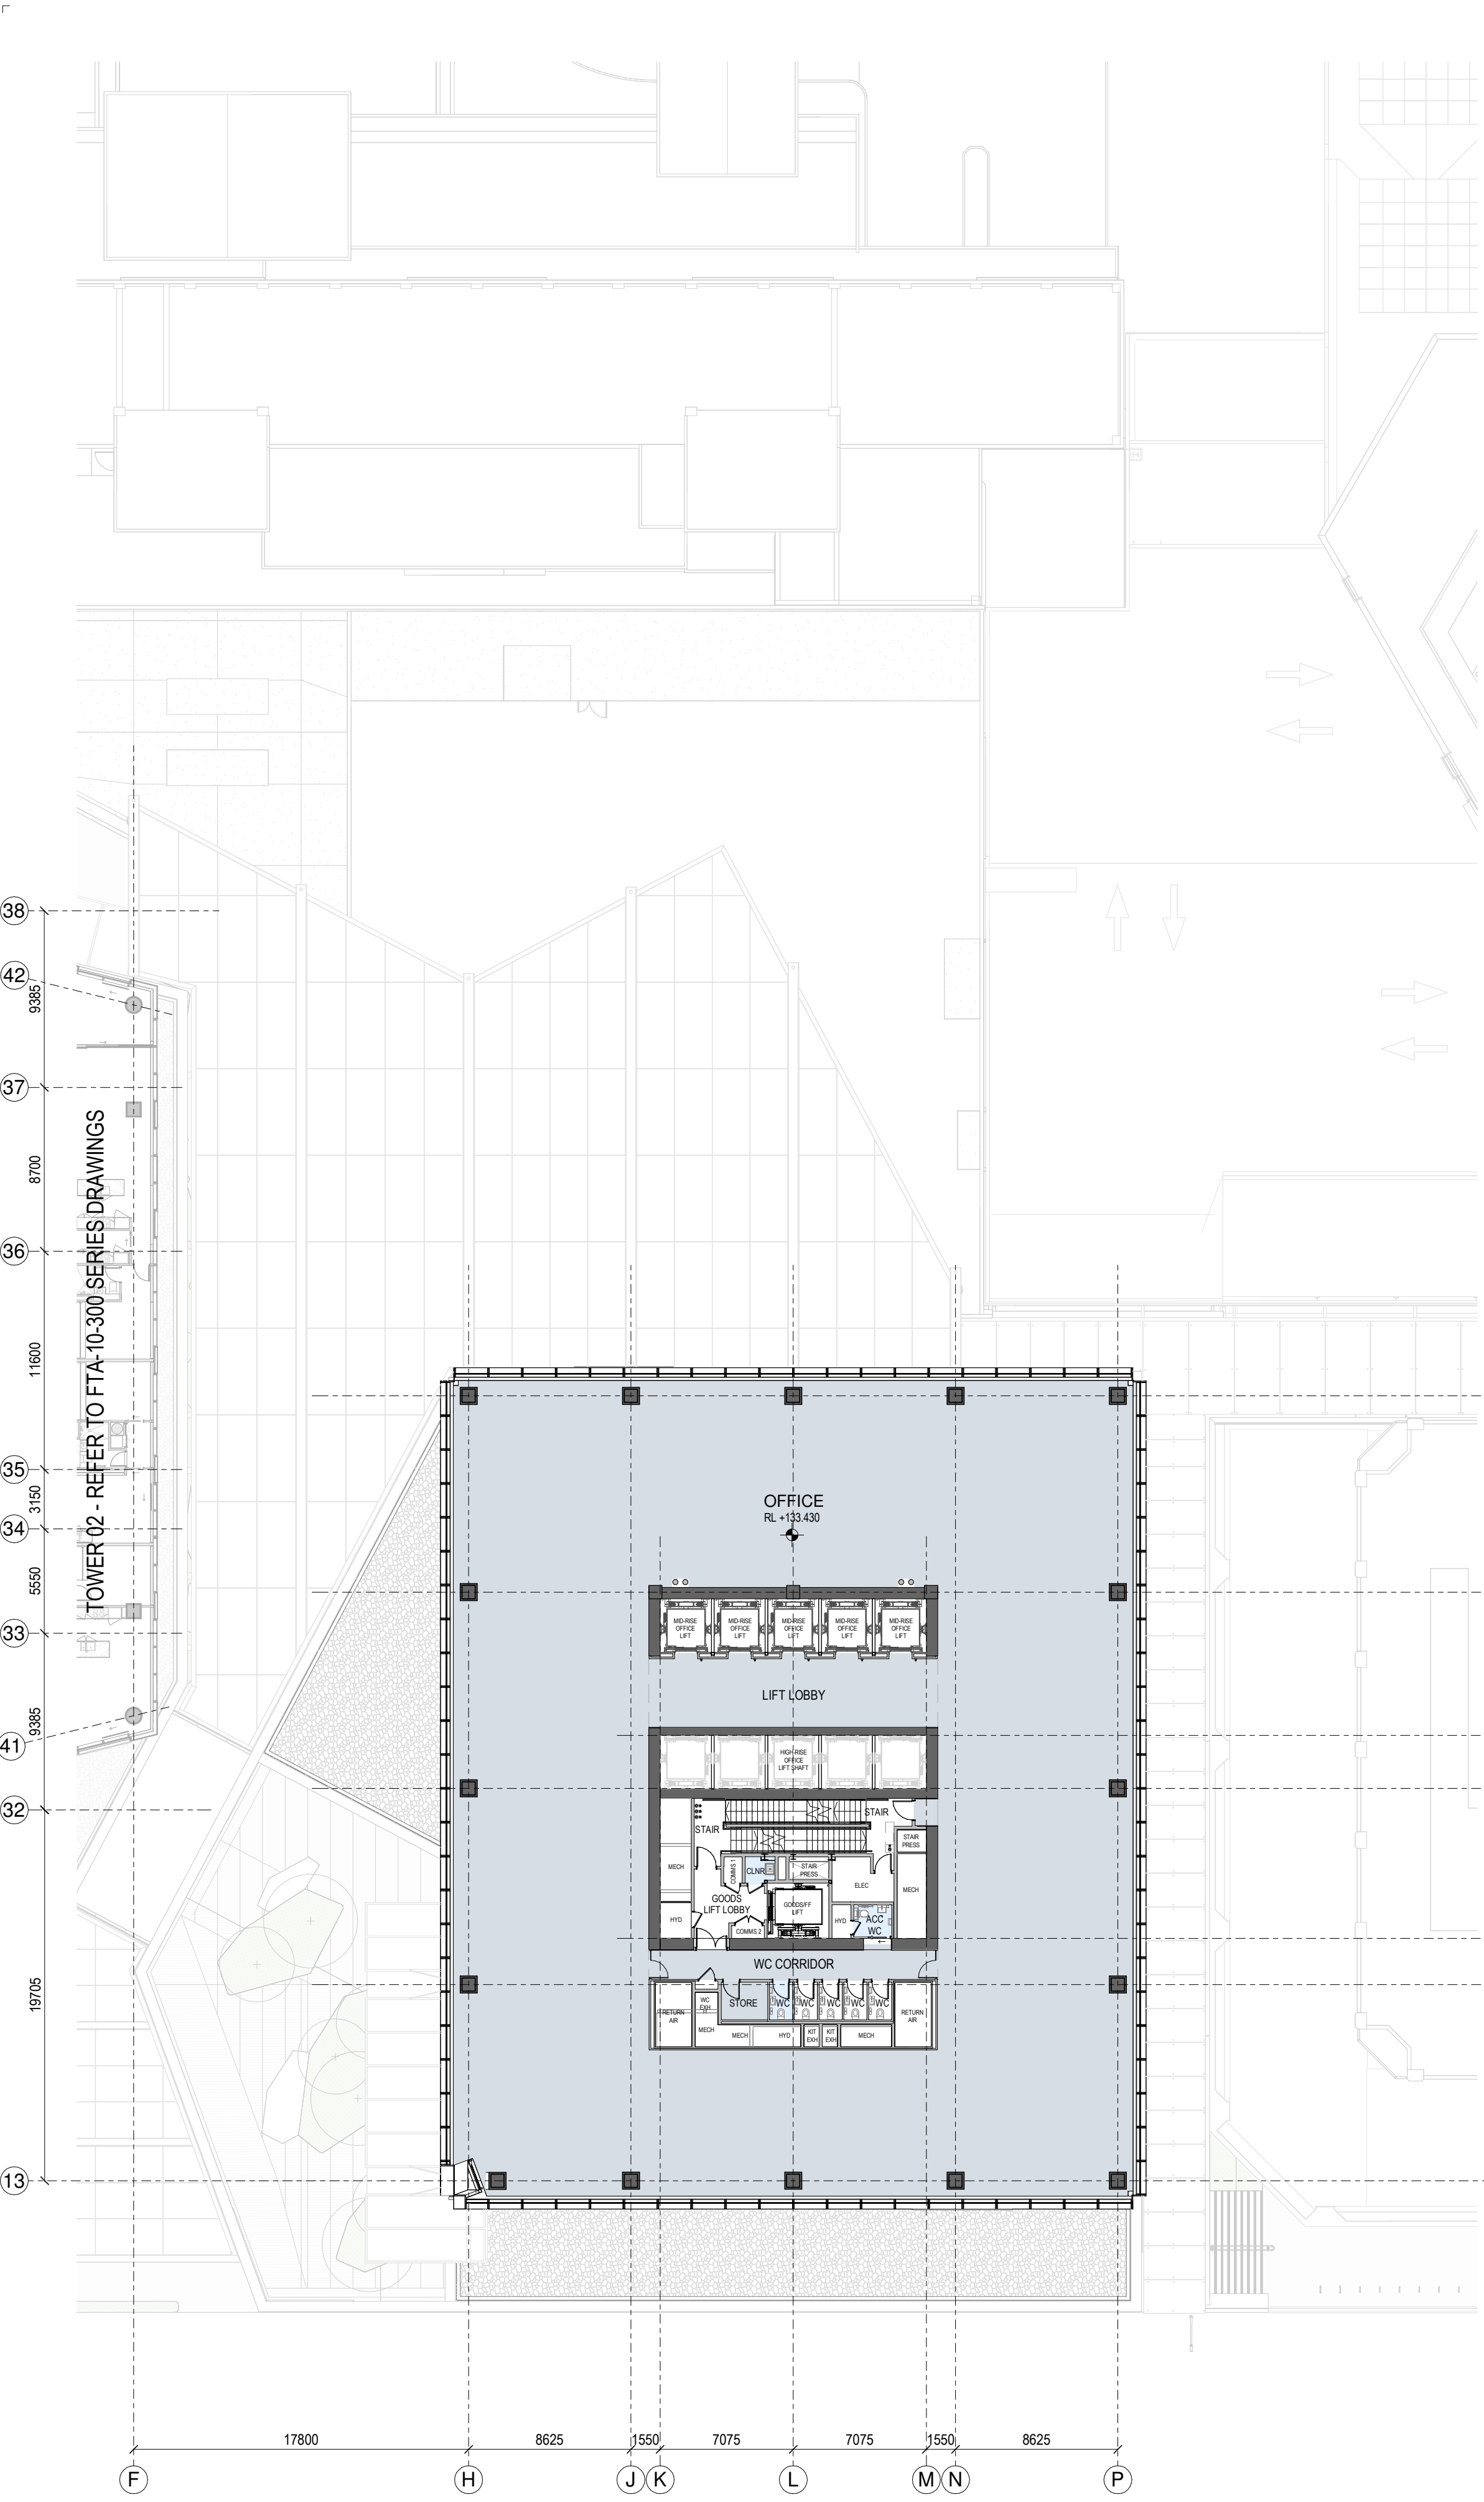 38
42
9385
37
8700
TOWER 02 - REFER TO FTA-10-300 SERIES DRAWINGS
36
11600
35
3150
34
5550
33
9385
41
32
19705
13
OFFICE
RL +133.430
MID-RISE
OFFICE
LIFT
MID-RISE
OFFICE
LIFT
MID-RISE
OFFICE
LIFT
MID-RISE
OFFICE
LIFT
MID-RISE
OFFICE
LIFT
LIFT LOBBY
HIGH-RISE
OFFICE
LIFT SHAFT
STAIR
STAIR
STAIR
PRESS
MECH
COMMS 1
CLNR
STAIR
PRESS
ELEC
MECH
GOODS
LIFT LOBBY
GOODS/FF
LIFT
HYD
COMMS 2
HYD
ACC
WC
WC CORRIDOR
RETURN
AIR
WC
EXH
STORE
WC
WC
WC
WC
WC
RETURN
AIR
MECH
MECH
HYD
KIT
EXH
KIT
EXH
MECH
17800
8625
1550
7075
7075
1550
8625
F
H
J
K
L
M
N
P